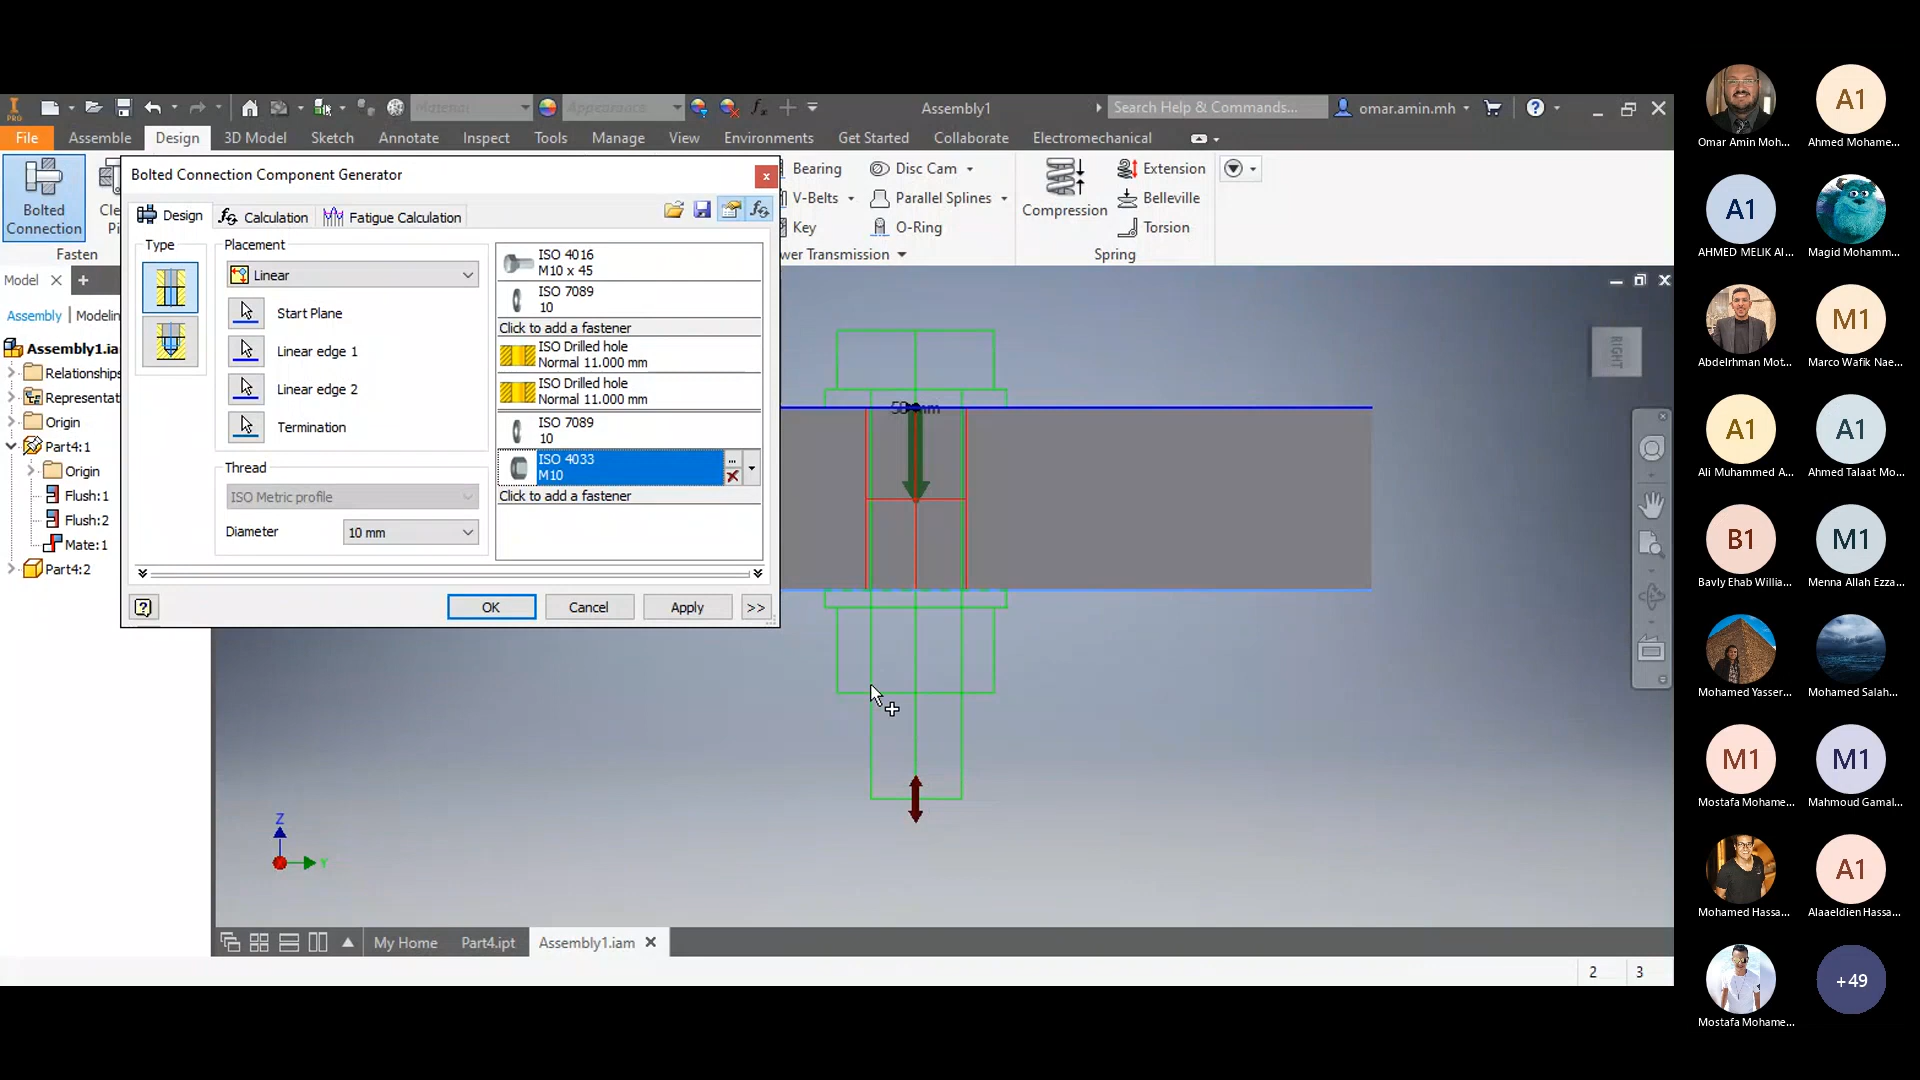 PRO
Material
Appearance
Assembly1
Search Help & Commands...
omar.amin.mh
File
Assemble
Design
3D Model
Sketch
Annotate
Inspect
Tools
Manage
View
Environments
Get Started
Collaborate
Electromechanical
Bolted
Connection
Cle
Pi
Fasten
Bearing
Disc Cam
V-Belts
Parallel Splines
Key
O-Ring
wer Transmission
Compression
Extension
Belleville
Torsion
Spring
Bolted Connection Component Generator
Design
Calculation
Fatigue Calculation
Type
Placement
Linear
Start Plane
Linear edge 1
Linear edge 2
Termination
Thread
ISO Metric profile
Diameter
10 mm
ISO 4016
M10 x 45
ISO 7089
10
Click to add a fastener
ISO Drilled hole
Normal 11.000 mm
ISO Drilled hole
Normal 11.000 mm
ISO 7089
10
ISO 4033
M10
Click to add a fastener
OK
Cancel
Apply
>>
Model
Assembly
Modelin
Assembly1.ia
Relationships
Representat
Origin
Part4:1
Origin
Flush:1
Flush:2
Mate:1
Part4:2
RIGHT
Z
Y
My Home
Part4.ipt
Assembly1.iam
2
3
Omar Amin Moh...
A1
Ahmed Mohame...
A1
AHMED MELIK Al...
Magid Mohamm...
Abdelrhman Mot...
M1
Marco Wafik Nae...
A1
Ali Muhammed A...
A1
Ahmed Talaat Mo...
B1
Bavly Ehab Willia...
M1
Menna Allah Ezza...
Mohamed Yasser...
Mohamed Salah...
M1
Mostafa Mohame...
M1
Mahmoud Gamal...
Mohamed Hassa...
A1
Alaaeldien Hassa...
Mostafa Mohame...
+49